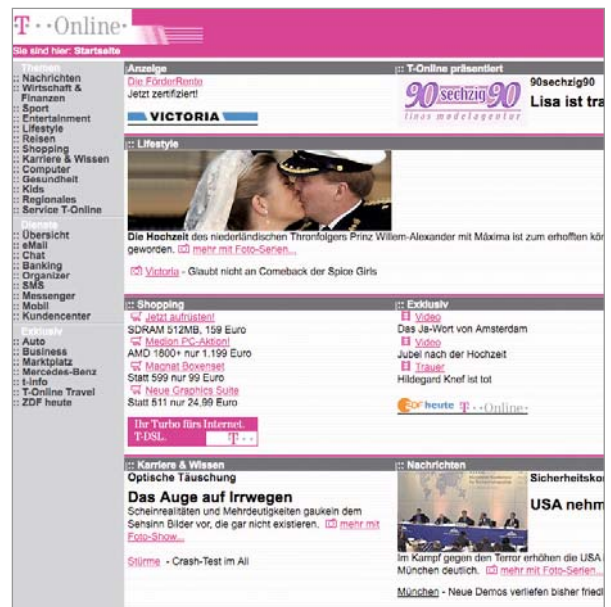 T··Online·
Sie sind hier: Startseite
Themen
:: Nachrichten
:: Wirtschaft &
Finanzen
:: Sport
:: Entertainment
:: Lifestyle
:: Reisen
:: Shopping
:: Karriere & Wissen
:: Computer
:: Gesundheit
:: Kids
:: Regionales
:: Service T-Online
Dienste
:: Übersicht
:: eMail
:: Chat
:: Banking
:: Organizer
:: SMS
:: Messenger
:: Mobil
:: Kundencenter
Exklusiv
:: Auto
:: Business
:: Marktplatz
:: Mercedes-Benz
:: t-info
:: T-Online Travel
:: ZDF heute
Anzeige
Die FörderRente
Jetzt zertifiziert!
VICTORIA
::: T-Online präsentiert
90 sechzig 90
linas modelagentur
90sechzig90
Lisa ist tra
::: Lifestyle
Die Hochzeit des niederländischen Thronfolgers Prinz Willem-Alexander mit Máxima ist zum erhofften kör
geworden. mehr mit Foto-Serien...
Victoria - Glaubt nicht an Comeback der Spice Girls
::: Shopping
Jetzt aufrüsten!
SDRAM 512MB, 159 Euro
Medion PC-Aktion!
AMD 1800+ nur 1.199 Euro
Magnat Boxenset
Statt 599 nur 99 Euro
Neue Graphics Suite
Statt 511 nur 24,99 Euro
Ihr Turbo fürs Internet.
T-DSL. T··
::: Exklusiv
Video
Das Ja-Wort von Amsterdam
Video
Jubel nach der Hochzeit
Trauer
Hildegard Knef ist tot
ZDF heute T··Online·
::: Karriere & Wissen
Optische Täuschung
Das Auge auf Irrwegen
Scheinrealitäten und Mehrdeutigkeiten gaukeln dem
Sehsinn Bilder vor, die gar nicht existieren. mehr mit
Foto-Show...
Stürme - Crash-Test im All
::: Nachrichten
Sicherheitskor
USA nehm
Im Kampf gegen den Terror erhöhen die USA
München deutlich. mehr mit Foto-Serien...
München - Neue Demos verliefen bisher friedl